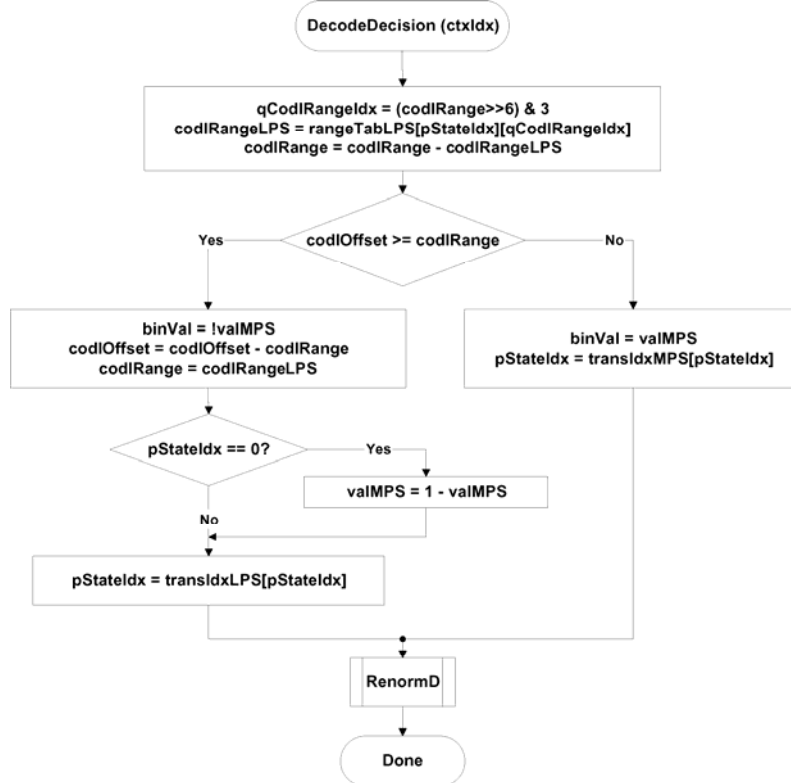 DecodeDecision (ctxIdx)
qCodIRangeIdx = (codIRange>>6) & 3
codIRangeLPS = rangeTabLPS[pStateIdx][qCodIRangeIdx]
codIRange = codIRange - codIRangeLPS
codIOffset >= codIRange
Yes
No
binVal = !valMPS
codIOffset = codIOffset - codIRange
codIRange = codIRangeLPS
binVal = valMPS
pStateIdx = transIdxMPS[pStateIdx]
pStateIdx == 0?
Yes
valMPS = 1 - valMPS
No
pStateIdx = transIdxLPS[pStateIdx]
RenormD
Done